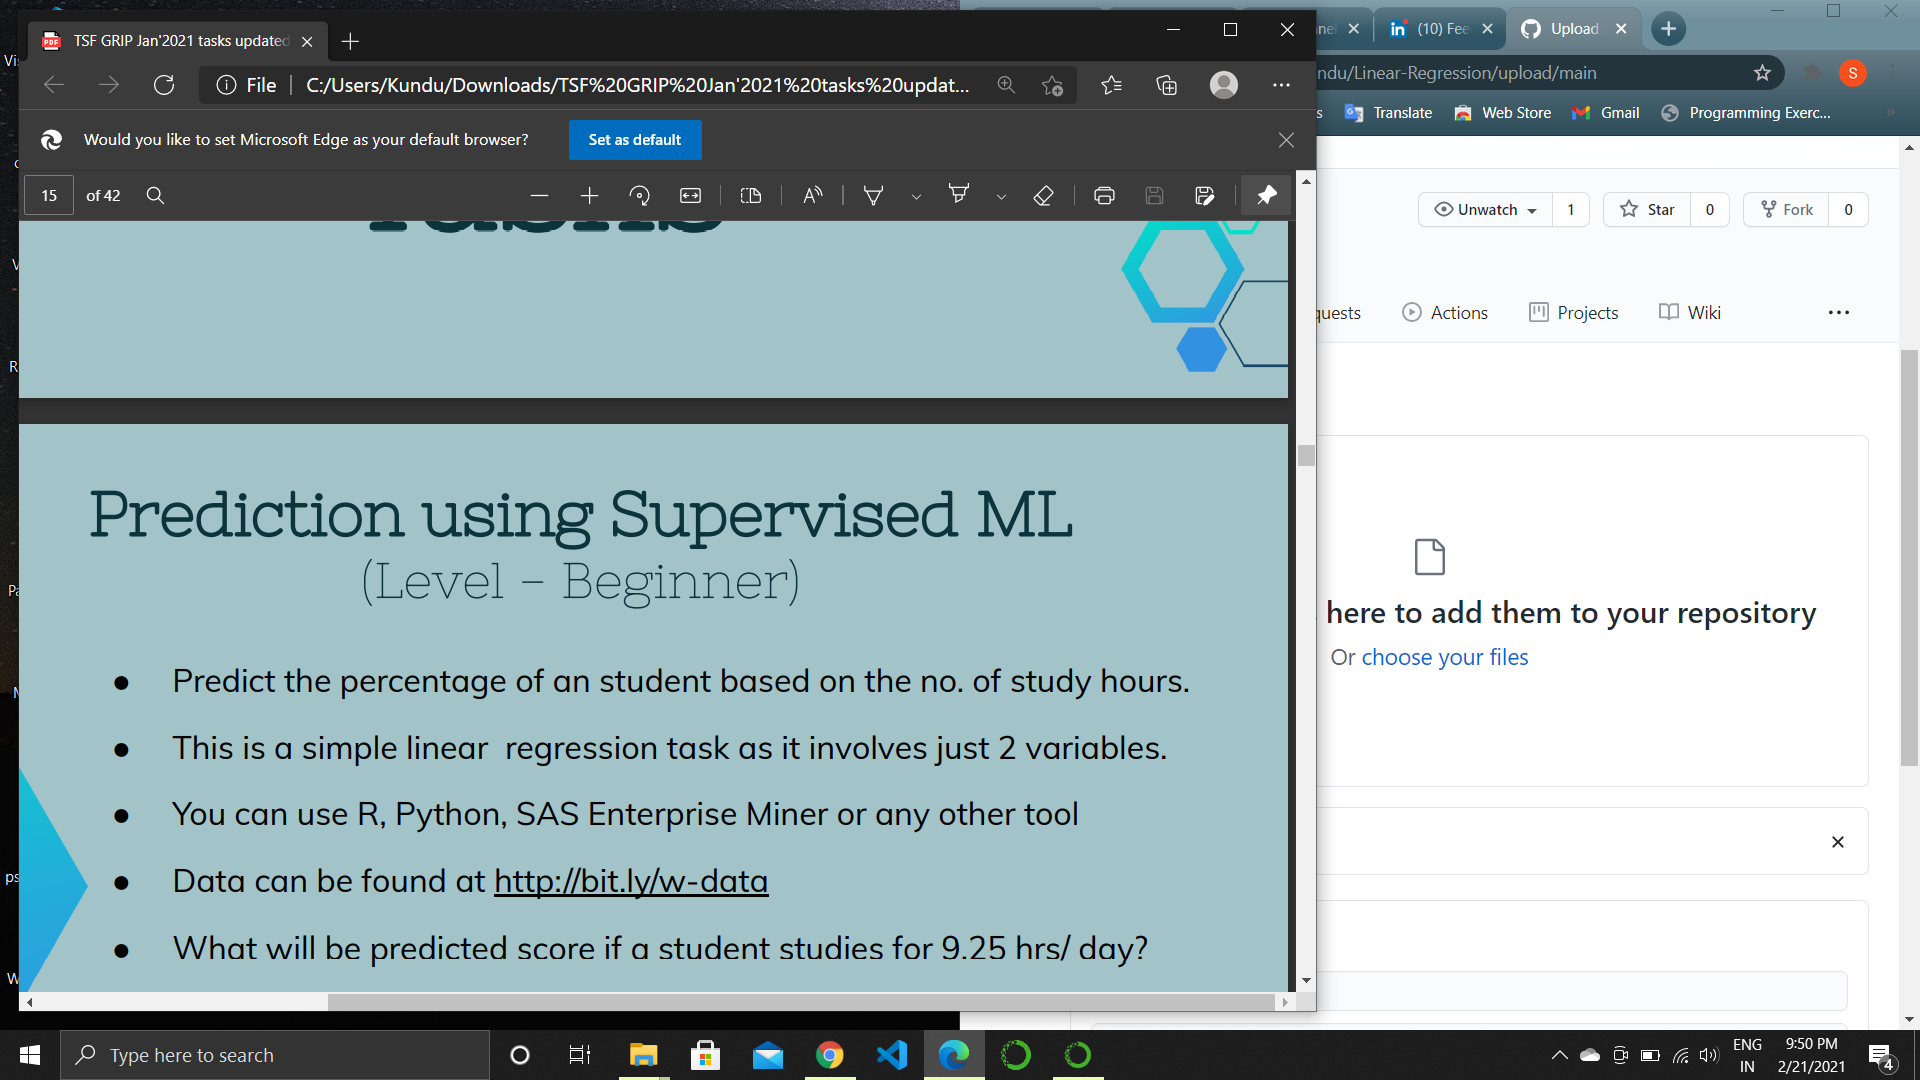 TSF GRIP Jan'2021 tasks updated
File
C:/Users/Kundu/Downloads/TSF%20GRIP%20Jan'2021%20tasks%20updat...
Would you like to set Microsoft Edge as your default browser?
Set as default
15 of 42
Prediction using Supervised ML
(Level - Beginner)
● Predict the percentage of an student based on the no. of study hours.
● This is a simple linear regression task as it involves just 2 variables.
● You can use R, Python, SAS Enterprise Miner or any other tool
● Data can be found at http://bit.ly/w-data
● What will be predicted score if a student studies for 9.25 hrs/ day?
(10) Fee
Upload
ndu/Linear-Regression/upload/main
S
Translate
Web Store
Gmail
Programming Exerc...
Unwatch 1
Star 0
Fork 0
quests
Actions
Projects
Wiki
here to add them to your repository
Or choose your files
Type here to search
ENG
IN
9:50 PM
2/21/2021
4